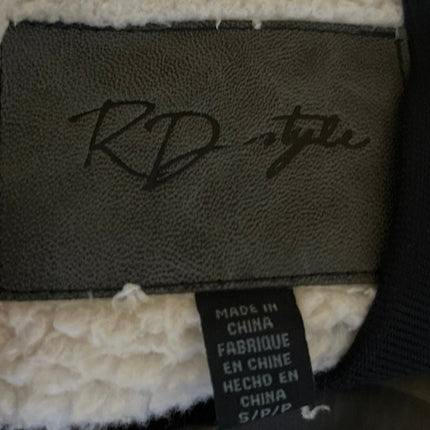 RD style
MADE IN
CHINA
FABRIQUE
EN CHINE
HECHO EN
CHINA
S/P/P